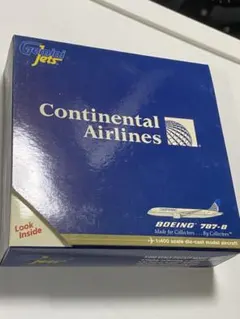 Gemini
Jets
Continental
Airlines
Look
Inside
BOEING 787-8
Made for Collectors . . . . By Collectors
1:400 scale die-cast model aircraft